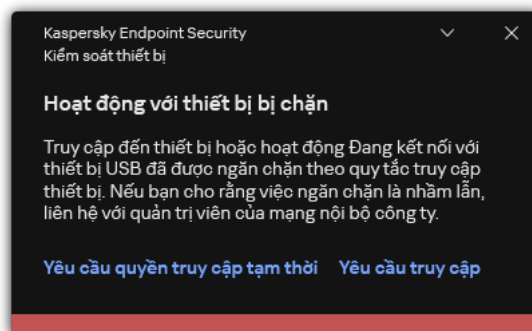 Kaspersky Endpoint Security
Kiểm soát thiết bị
Hoạt động với thiết bị bị chặn
Truy cập đến thiết bị hoặc hoạt động Đang kết nối với
thiết bị USB đã được ngăn chặn theo quy tắc truy cập
thiết bị. Nếu bạn cho rằng việc ngăn chặn là nhầm lẫn,
liên hệ với quản trị viên của mạng nội bộ công ty.
Yêu cầu quyền truy cập tạm thời Yêu cầu truy cập